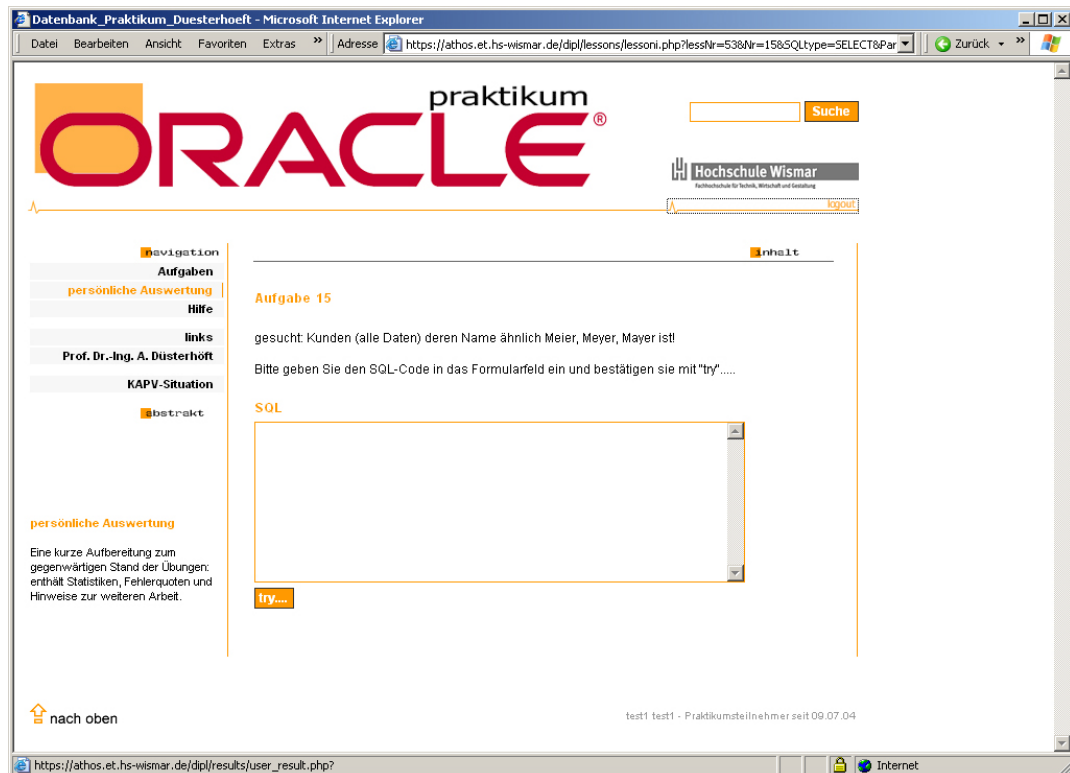 Datenbank_Praktikum_Duesterhoeft - Microsoft Internet Explorer
Datei Bearbeiten Ansicht Favoriten Extras » Adresse https://athos.et.hs-wismar.de/dipl/lessons/lessoni.php?lessNr=53&Nr=15&SQLtype=SELECT&Par Zurück »
praktikum
ORACLE®
Suche
Hochschule Wismar
Fachhochschule für Technik, Wirtschaft und Gestaltung
logout
navigation
Aufgaben
persönliche Auswertung
Hilfe
links
Prof. Dr.-Ing. A. Düsterhöft
KAPV-Situation
abstrakt
persönliche Auswertung
Eine kurze Aufbereitung zum
gegenwärtigen Stand der Übungen:
enthält Statistiken, Fehlerquoten und
Hinweise zur weiteren Arbeit.
inhalt
Aufgabe 15
gesucht: Kunden (alle Daten) deren Name ähnlich Meier, Meyer, Mayer ist!
Bitte geben Sie den SQL-Code in das Formularfeld ein und bestätigen sie mit "try".....
SQL
try....
nach oben
test1 test1 - Praktikumsteilnehmer seit 09.07.04
https://athos.et.hs-wismar.de/dipl/results/user_result.php?
Internet